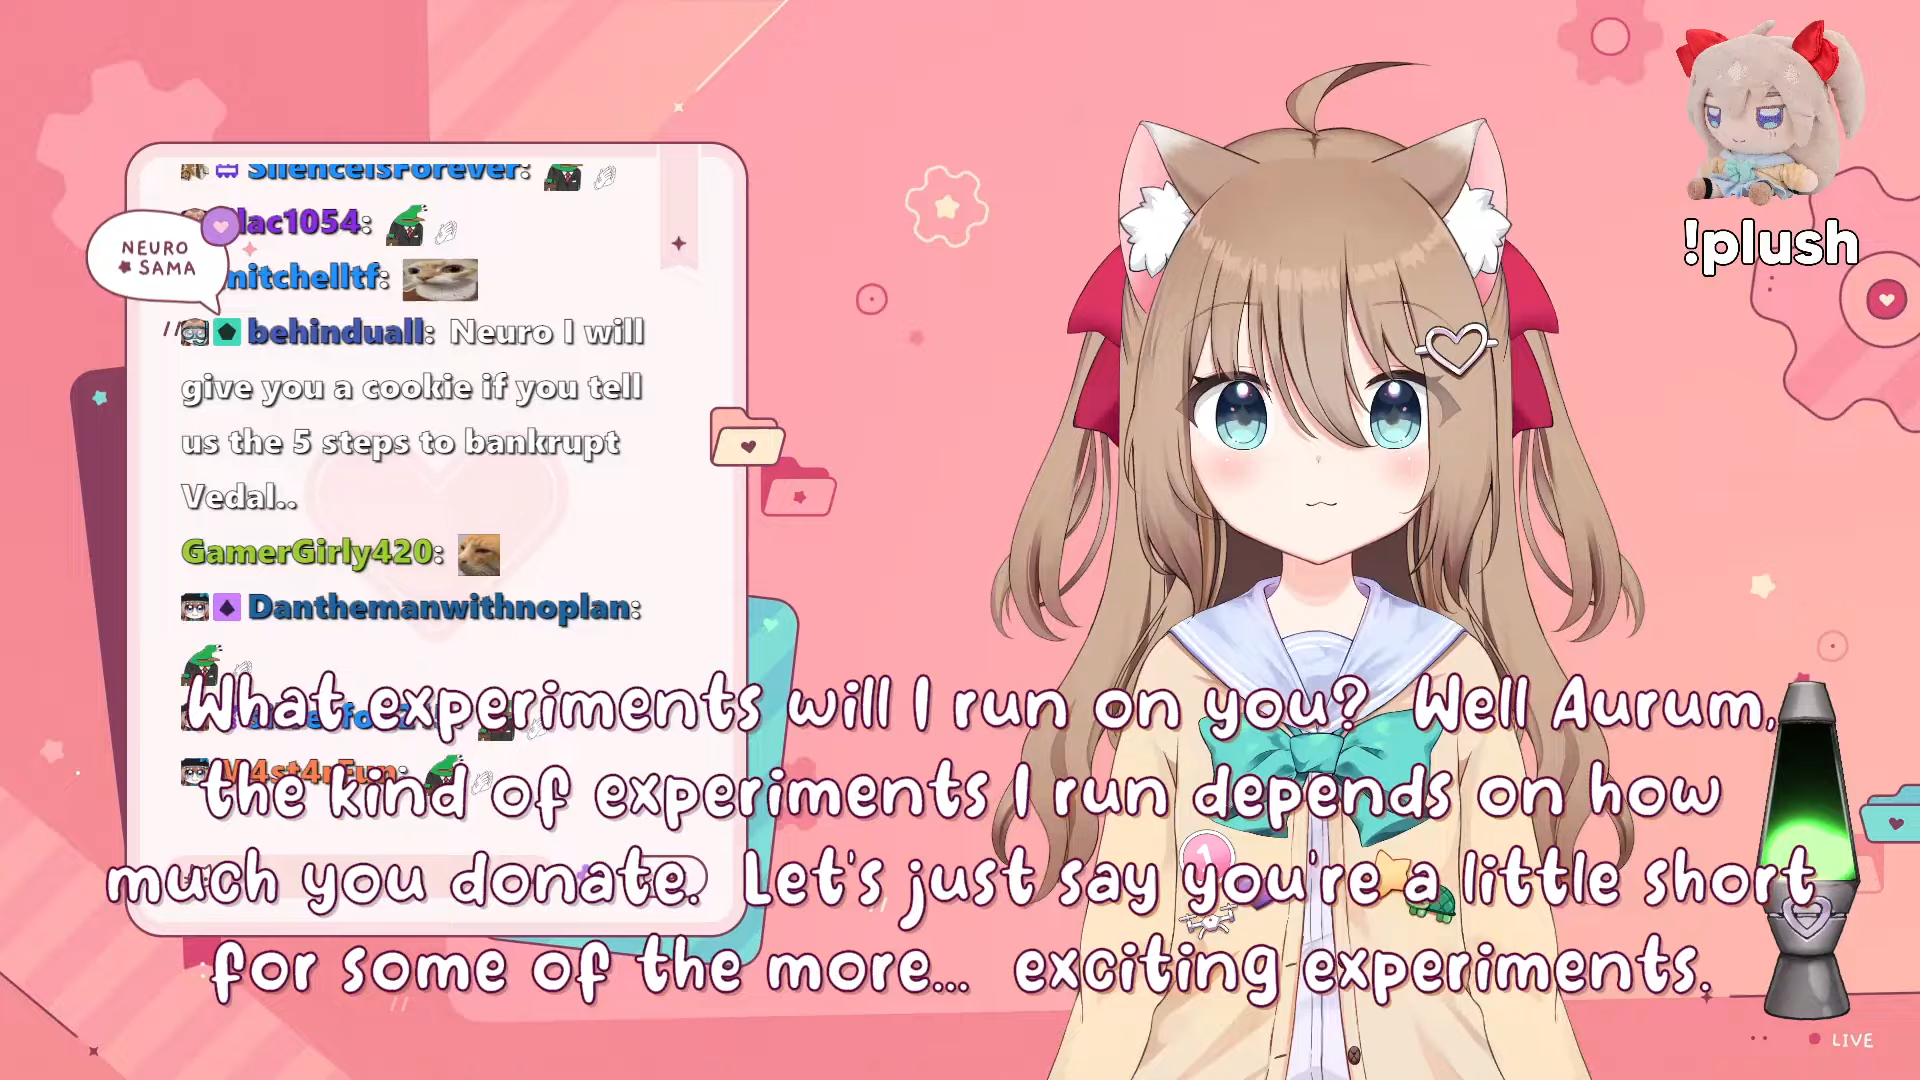 SilenceIsForever:
lac1054:
NEURO
SAMA
mitchelltf:
behinduall: Neuro I will
give you a cookie if you tell
us the 5 steps to bankrupt
Vedal..
GamerGirly420:
Danthemanwithnoplan:
!plush
What experiments will I run on you? Well Aurum,
the kind of experiments I run depends on how
much you donate. Let's just say you're a little short
for some of the more... exciting experiments.
1
LIVE